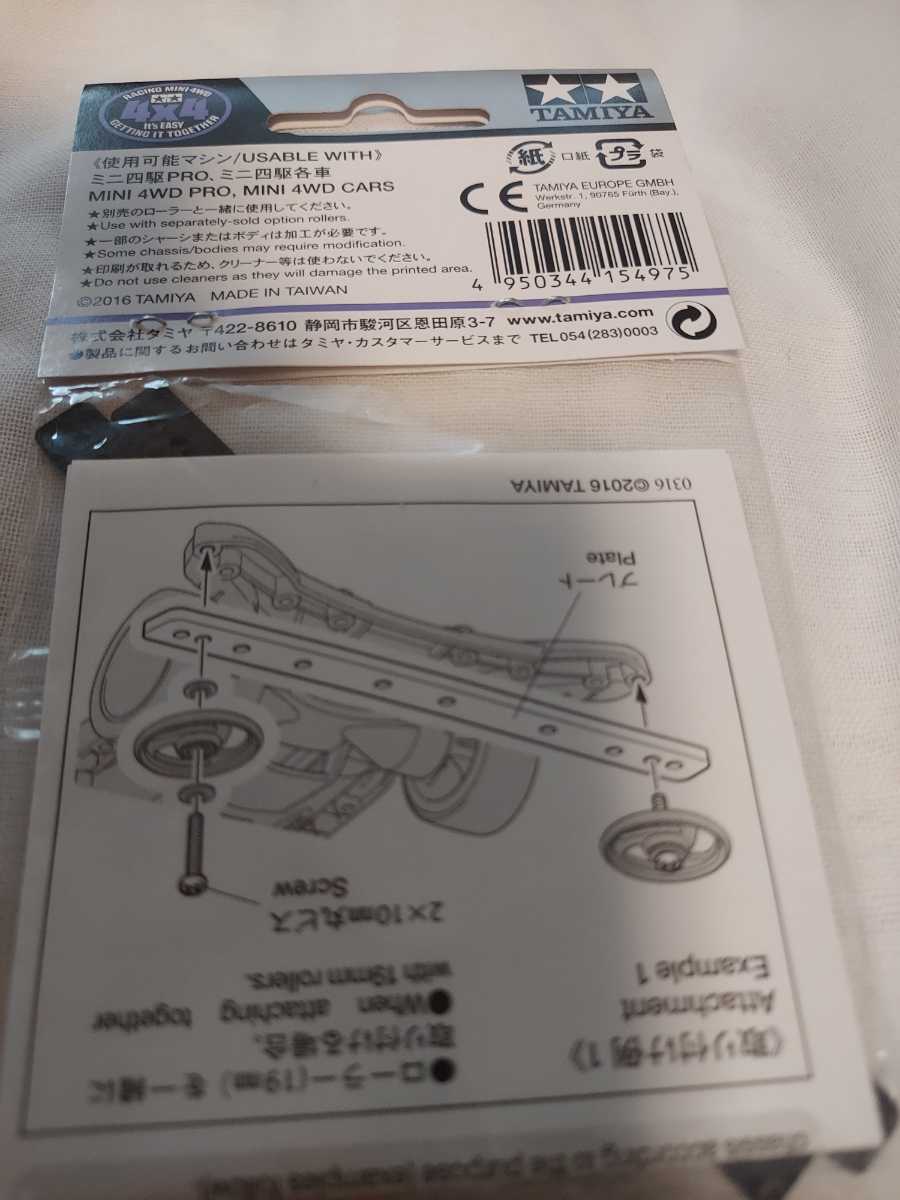 RACING MINI 4WD
4x4
It's EASY
GETTING IT TOGETHER
TAMIYA
《使用可能マシン/USABLE WITH》
ミニ四駆PRO、ミニ四駆各車
MINI 4WD PRO, MINI 4WD CARS
★別売のローラーと一緒に使用してください。
★Use with separately-sold option rollers.
★一部のシャーシまたはボディは加工が必要です。
★Some chassis/bodies may require modification.
★印刷が取れるため、クリーナー等は使わないでください。
★Do not use cleaners as they will damage the printed area.
©2016 TAMIYA MADE IN TAIWAN
紙 口紙 プラ 袋
CE
TAMIYA EUROPE GMBH
Werkstr. 1, 90765 Fürth (Bay.),
Germany
4 950344 154975
株式会社タミヤ 〒422-8610 静岡市駿河区恩田原3-7 www.tamiya.com
製品に関するお問い合わせはタミヤ・カスタマーサービスまで TEL 054(283)0003
chassis according to the purpose (examples follow).
《取り付け例1》
Attachment
Example 1
●ローラー(19mm)を一緒に
取り付ける場合。
●When attaching together
with 19mm rollers.
2×10mm丸ビス
Screw
プレート
Plate
0316 ©2016 TAMIYA